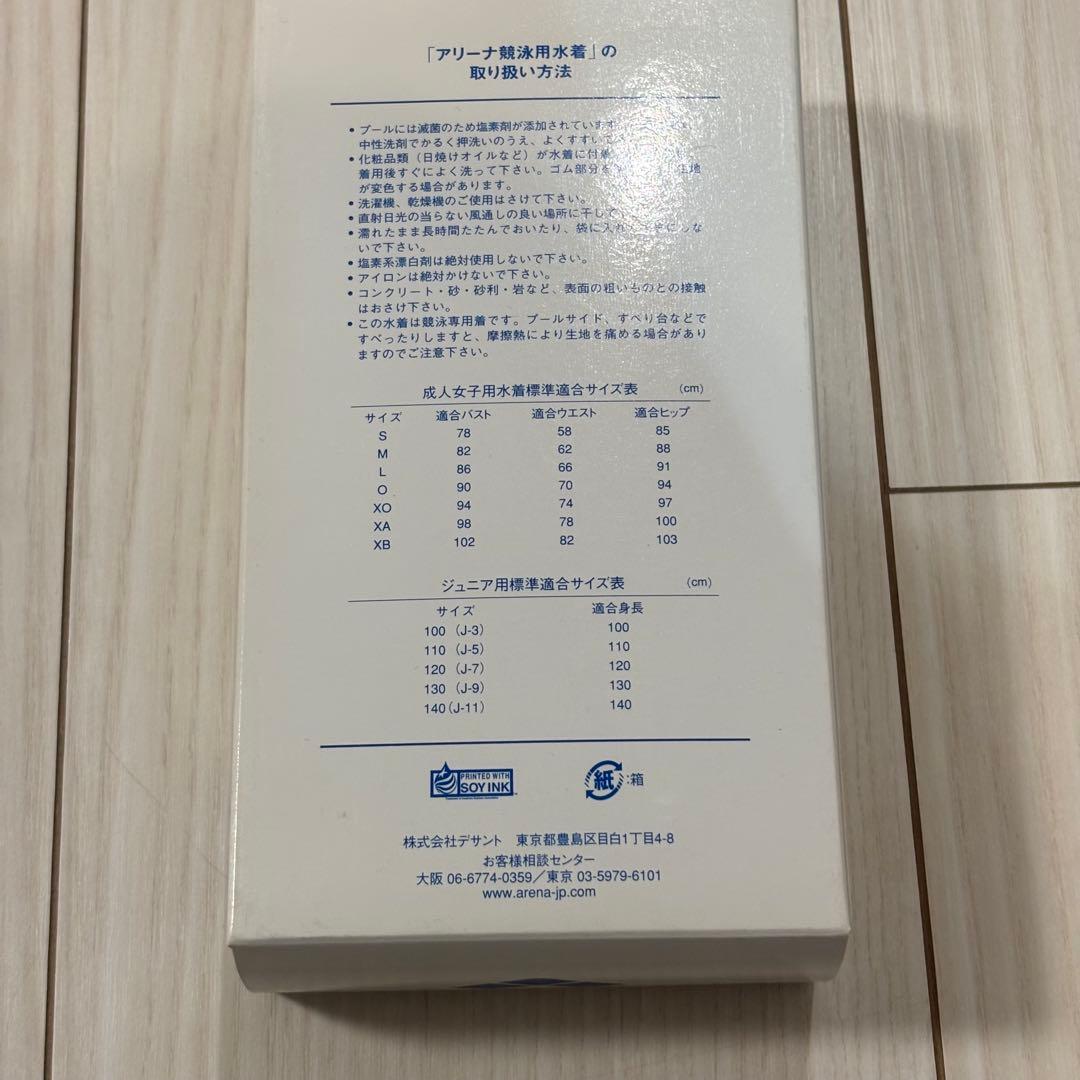 「アリーナ競泳用水着」の
取り扱い方法
• プールには滅菌のため塩素剤が添加されています
中性洗剤でかるく押洗いのうえ、よくすすい
• 化粧品類（日焼けオイルなど）が水着に付着
着用後すぐによく洗って下さい。ゴム部分を 生地
が変色する場合があります。
• 洗濯機、乾燥機のご使用はさけて下さい。
• 直射日光の当らない風通しの良い場所に干して
• 濡れたまま長時間たたんでおいたり、袋に入れ しな
いで下さい。
• 塩素系漂白剤は絶対使用しないで下さい。
• アイロンは絶対かけないで下さい。
• コンクリート・砂・砂利・岩など、表面の粗いものとの接触
はおさけ下さい。
• この水着は競泳専用着です。プールサイド、すべり台などで
すべったりしますと、摩擦熱により生地を痛める場合があり
ますのでご注意下さい。
成人女子用水着標準適合サイズ表 (cm)
サイズ 適合バスト 適合ウエスト 適合ヒップ
S 78 58 85
M 82 62 88
L 86 66 91
O 90 70 94
XO 94 74 97
XA 98 78 100
XB 102 82 103
ジュニア用標準適合サイズ表 (cm)
サイズ 適合身長
100 (J-3) 100
110 (J-5) 110
120 (J-7) 120
130 (J-9) 130
140 (J-11) 140
PRINTED WITH
SOY INK
紙:箱
株式会社デサント 東京都豊島区目白1丁目4-8
お客様相談センター
大阪 06-6774-0359／東京 03-5979-6101
www.arena-jp.com